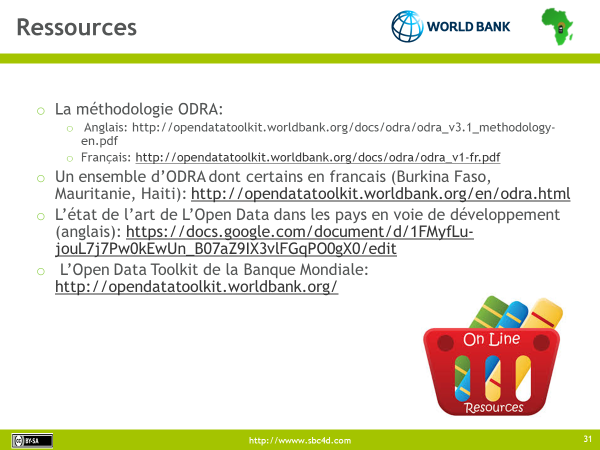 Ressources
WORLD BANK
o La méthodologie ODRA:
o Anglais: http://opendatatoolkit.worldbank.org/docs/odra/odra_v3.1_methodology-
en.pdf
o Français: http://opendatatoolkit.worldbank.org/docs/odra/odra_v1-fr.pdf
o Un ensemble d’ODRA dont certains en francais (Burkina Faso,
Mauritanie, Haiti): http://opendatatoolkit.worldbank.org/en/odra.html
o L’état de l’art de L’Open Data dans les pays en voie de développement
(anglais): https://docs.google.com/document/d/1FMyfLu-
jouL7j7Pw0kEwUn_B07aZ9IX3vlFGqPO0gX0/edit
o L’Open Data Toolkit de la Banque Mondiale:
http://opendatatoolkit.worldbank.org/
On Line
Resources
BY-SA
http://wwww.sbc4d.com
31